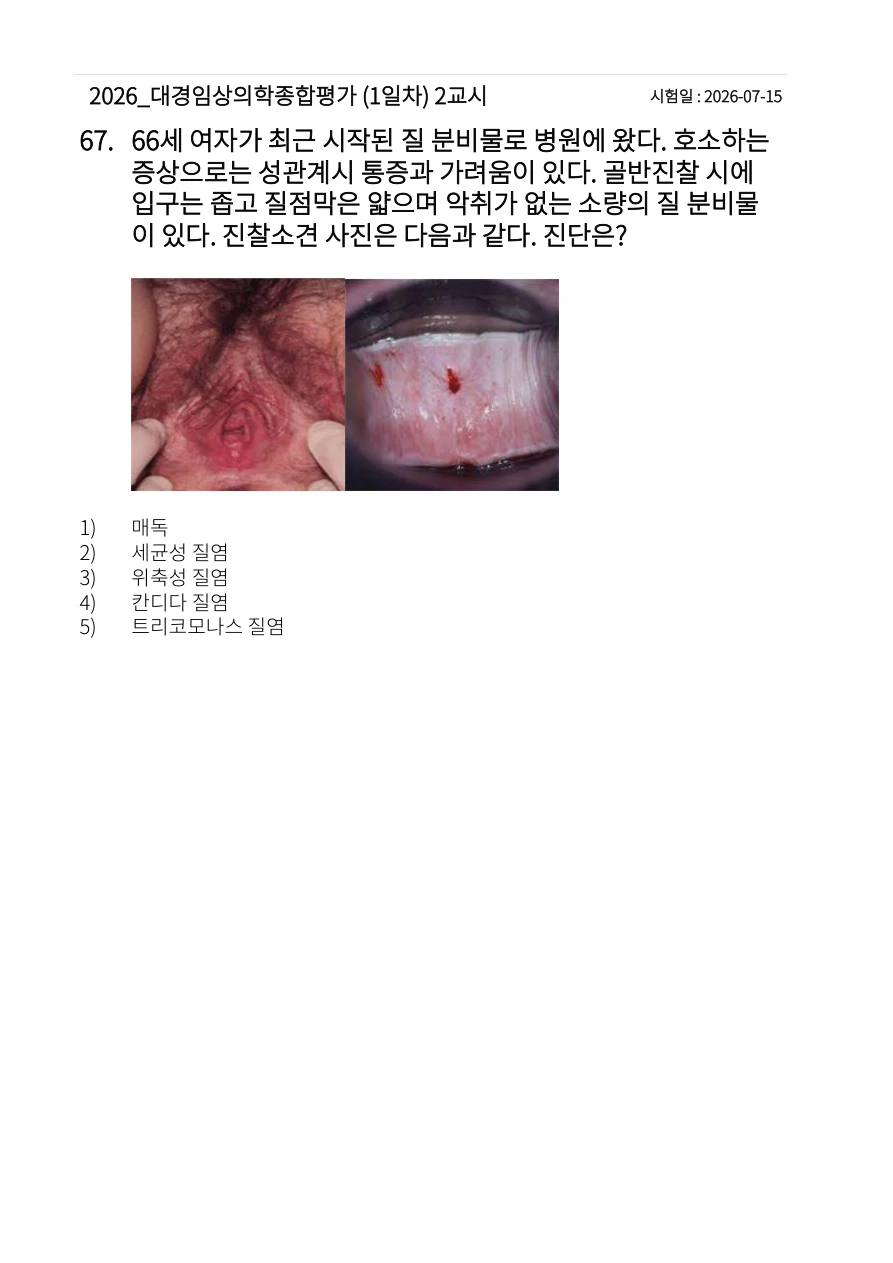 2026_대경임상의학종합평가 (1일차) 2교시
시험일 : 2026-07-15
67. 66세 여자가 최근 시작된 질 분비물로 병원에 왔다. 호소하는
증상으로는 성관계시 통증과 가려움이 있다. 골반진찰 시에
입구는 좁고 질점막은 얇으며 악취가 없는 소량의 질 분비물
이 있다. 진찰소견 사진은 다음과 같다. 진단은?
1) 매독
2) 세균성 질염
3) 위축성 질염
4) 칸디다 질염
5) 트리코모나스 질염